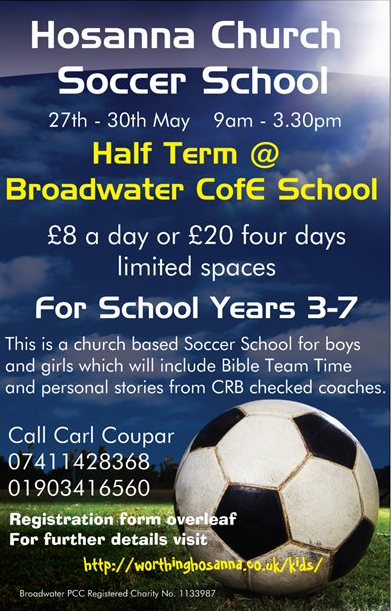 Hosanna Church
Soccer School
27th - 30th May 9am - 3.30pm
Half Term @
Broadwater CofE School
£8 a day or £20 four days
limited spaces
For School Years 3-7
This is a church based Soccer School for boys
and girls which will include Bible Team Time
and personal stories from CRB checked coaches.
Call Carl Coupar
07411428368
01903416560
Registration form overleaf
For further details visit
http://worthinghosanna.co.uk/kids/
Broadwater PCC Registered Charity No. 1133987